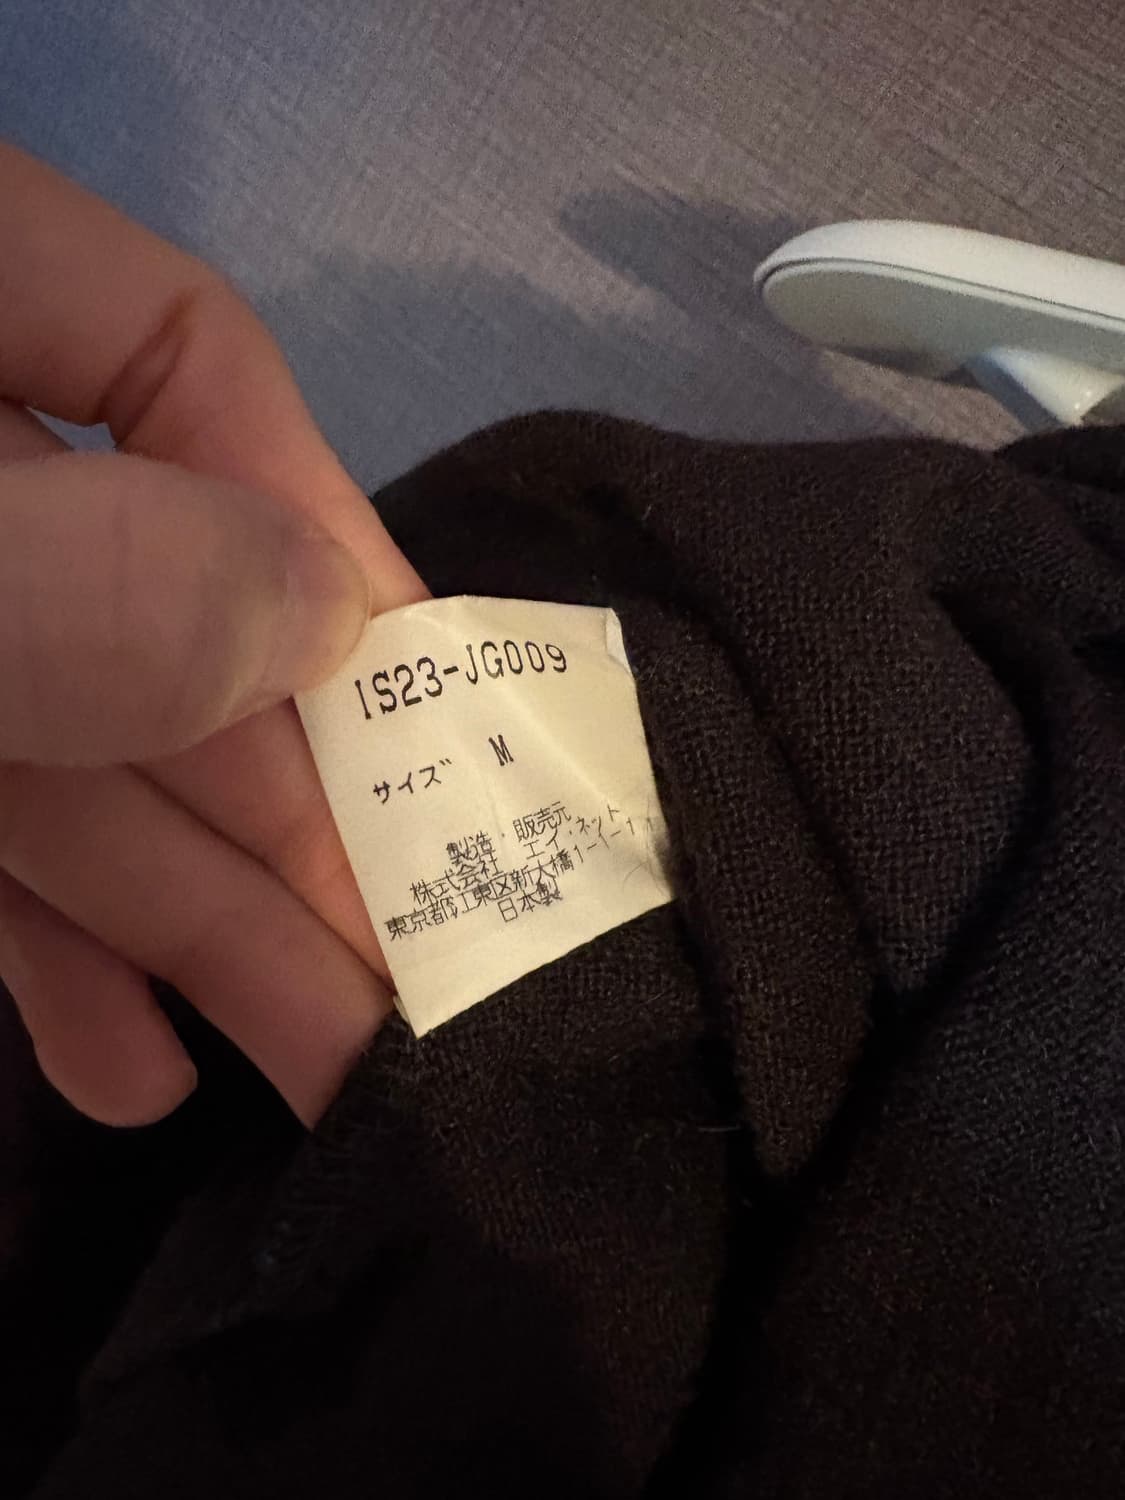 IS23-JG009
サイズ M
製造・販売元
株式会社 エイ・ネット
東京都江東区新大橋1-1-1
日本製